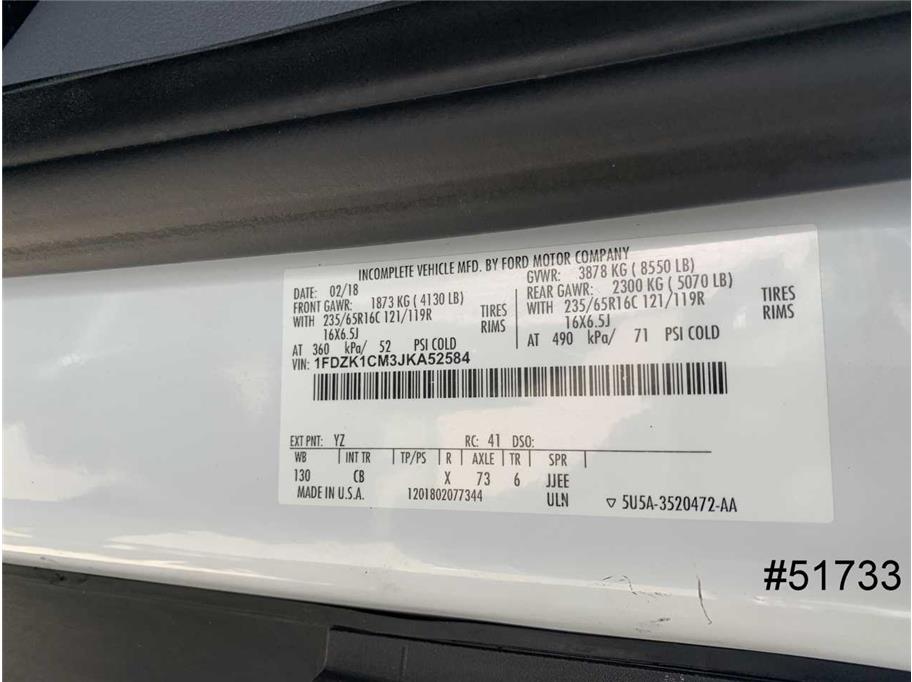 INCOMPLETE VEHICLE MFD. BY FORD MOTOR COMPANY
DATE: 02/18 GVWR: 3878 KG ( 8550 LB)
FRONT GAWR: 1873 KG ( 4130 LB) REAR GAWR: 2300 KG ( 5070 LB)
WITH 235/65R16C 121/119R TIRES WITH 235/65R16C 121/119R TIRES
16X6.5J RIMS 16X6.5J RIMS
AT 360 kPa/ 52 PSI COLD AT 490 kPa/ 71 PSI COLD
VIN: 1FDZK1CM3JKA52584
EXT PNT: YZ RC: 41 DSO:
WB INT TR TP/PS R AXLE TR SPR
130 CB X 73 6 JJEE
MADE IN U.S.A. 1201802077344 ULN ▽ 5U5A-3520472-AA
#51733